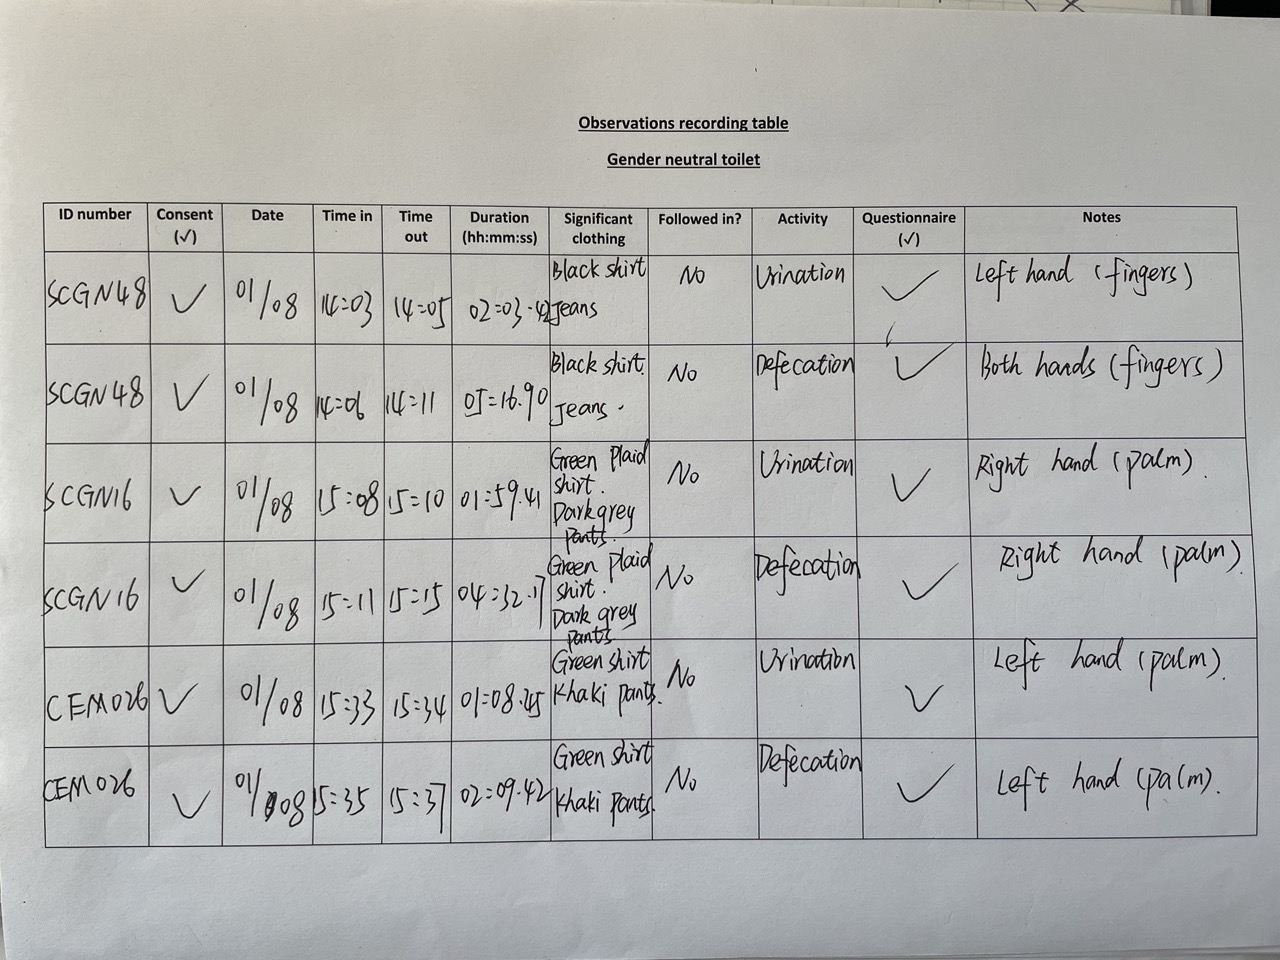 Observations recording table
Gender neutral toilet
ID number Consent (✓) Date Time in Time out Duration (hh:mm:ss) Significant clothing Followed in? Activity Questionnaire (✓) Notes
SCGN48 ✓ 01/08 14:03 14:05 02:03.42 Black shirt Jeans No Urination ✓ Left hand (fingers)
SCGN48 ✓ 01/08 14:06 14:11 05:16.90 Black shirt. Jeans. No Defecation ✓ Both hands (fingers)
SCGN16 ✓ 01/08 15:08 15:10 01:59.41 Green Plaid shirt. Dark grey pants. No Urination ✓ Right hand (palm).
SCGN16 ✓ 01/08 15:11 15:15 04:32.17 Green Plaid shirt. Dark grey pants No Defecation ✓ Right hand (palm).
CEM026 ✓ 01/08 15:33 15:34 01:08.45 Green shirt Khaki pants. No Urination ✓ Left hand (palm).
CEM026 ✓ 01/08 15:35 15:37 02:09.42 Green shirt Khaki pants. No Defecation ✓ Left hand (palm).